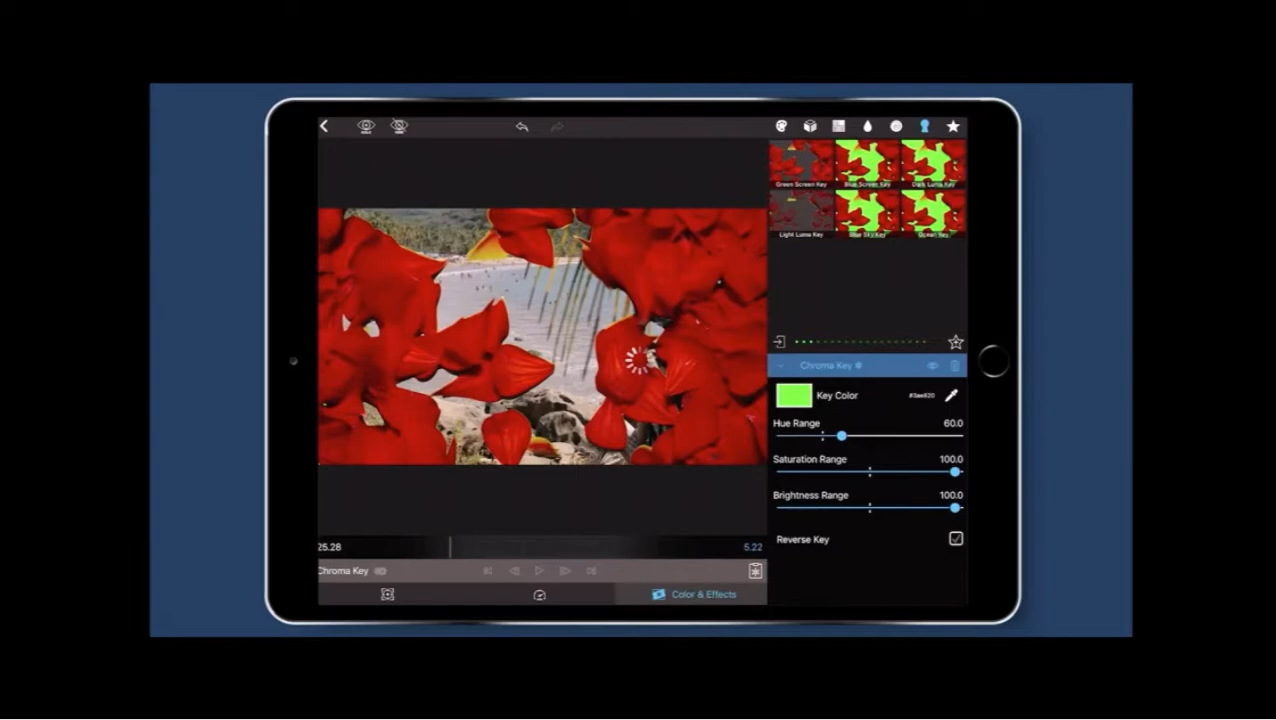 Green Screen Key Blue Screen Key Dark Luma Key
Light Luma Key Blue Sky Key Ocean Key
Chroma Key
Key Color #3ae620
Hue Range 60.0
Saturation Range 100.0
Brightness Range 100.0
Reverse Key
25.28 5.22
Chroma Key
Color & Effects